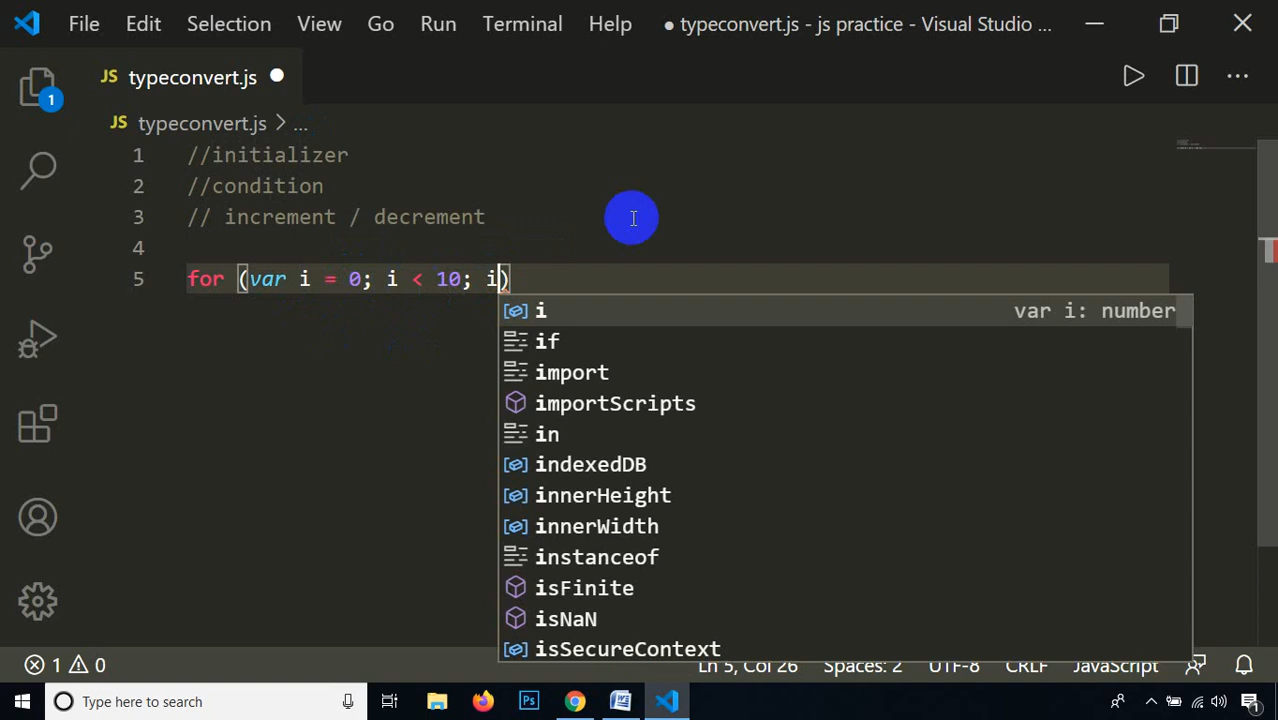 File Edit Selection View Go Run Terminal Help ● typeconvert.js - js practice - Visual Studio ...
JS typeconvert.js ●
1
JS typeconvert.js > ...
1 //initializer
2 //condition
3 // increment / decrement
4
5 for (var i = 0; i < 10; i)
i var i: number
if
import
importScripts
in
indexedDB
innerHeight
innerWidth
instanceof
isFinite
isNaN
isSecureContext
1 0 Ln 5, Col 26 Spaces: 2 UTF-8 CRLF JavaScript
Type here to search Ps W 1